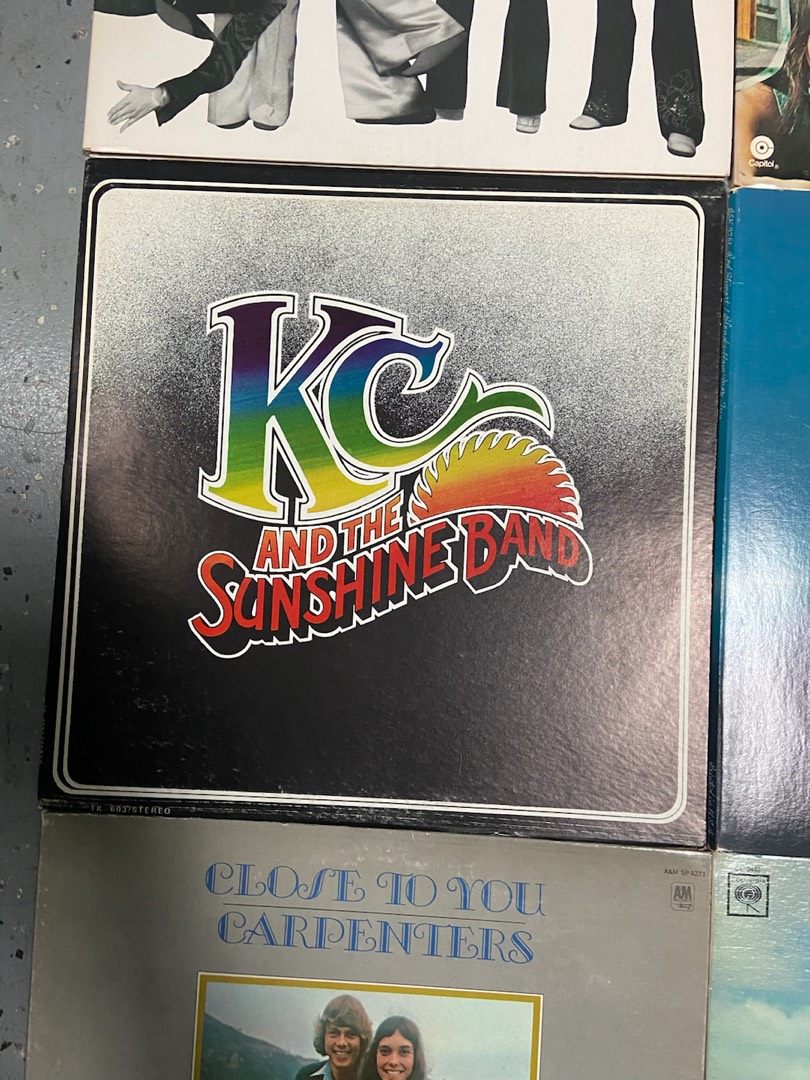 Capitol
KC
AND THE
SUNSHINE BAND
TK 603/STEREO
CLOSE TO YOU
CARPENTERS
A&M SP 4271
A&M